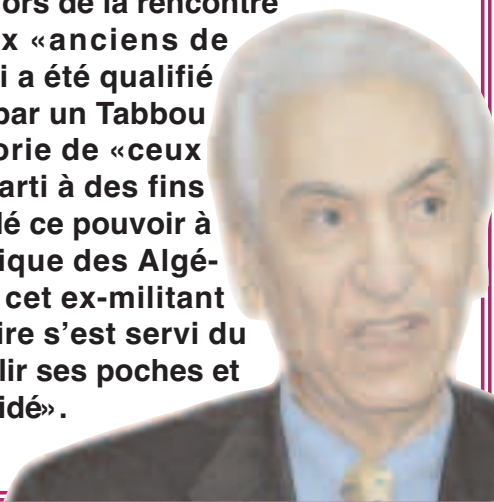 ors de la rencontre
x «anciens de
i a été qualifié
par un Tabbou
orie de «ceux
arti à des fins
lé ce pouvoir à
ique des Algé-
cet ex-militant
ire s'est servi du
lir ses poches et
idé».